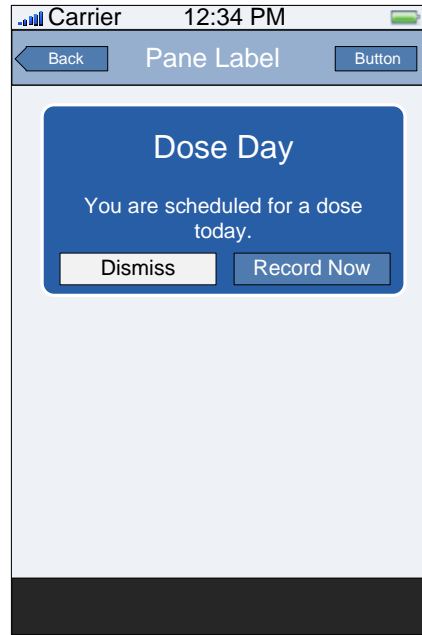 Carrier 12:34 PM
Back Pane Label Button
Dose Day
You are scheduled for a dose
today.
Dismiss Record Now